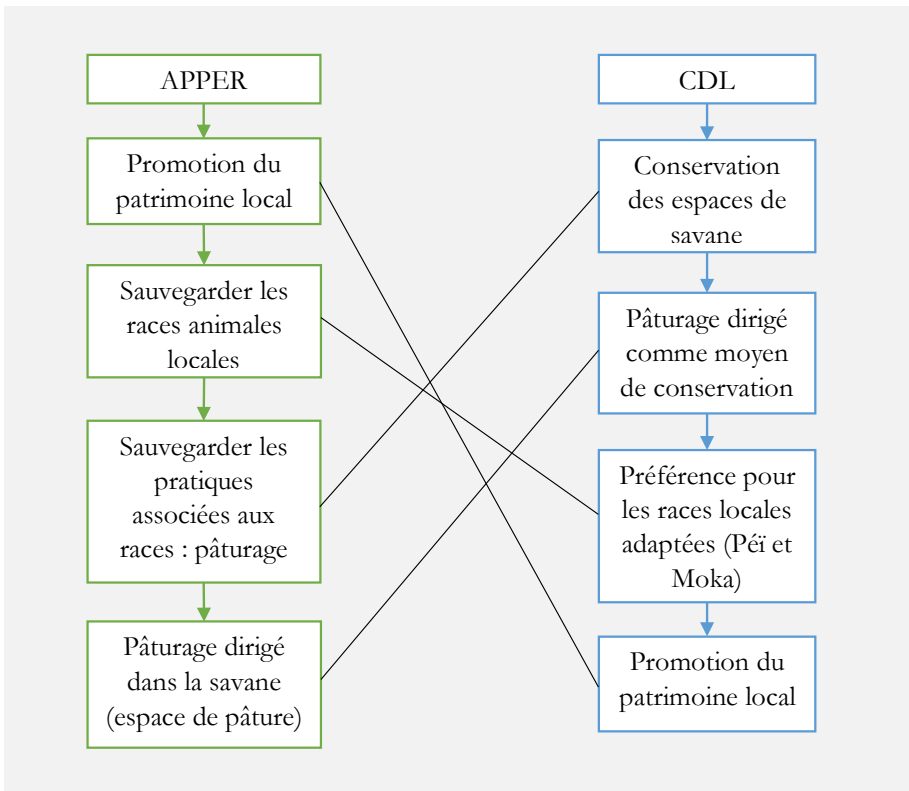 APPER
Promotion du
patrimoine local
Sauvegarder les
races animales
locales
Sauvegarder les
pratiques
associées aux
races : pâturage
Pâturage dirigé
dans la savane
(espace de pâture)
CDL
Conservation
des espaces de
savane
Pâturage dirigé
comme moyen
de conservation
Préférence pour
les races locales
adaptées (Péï et
Moka)
Promotion du
patrimoine local